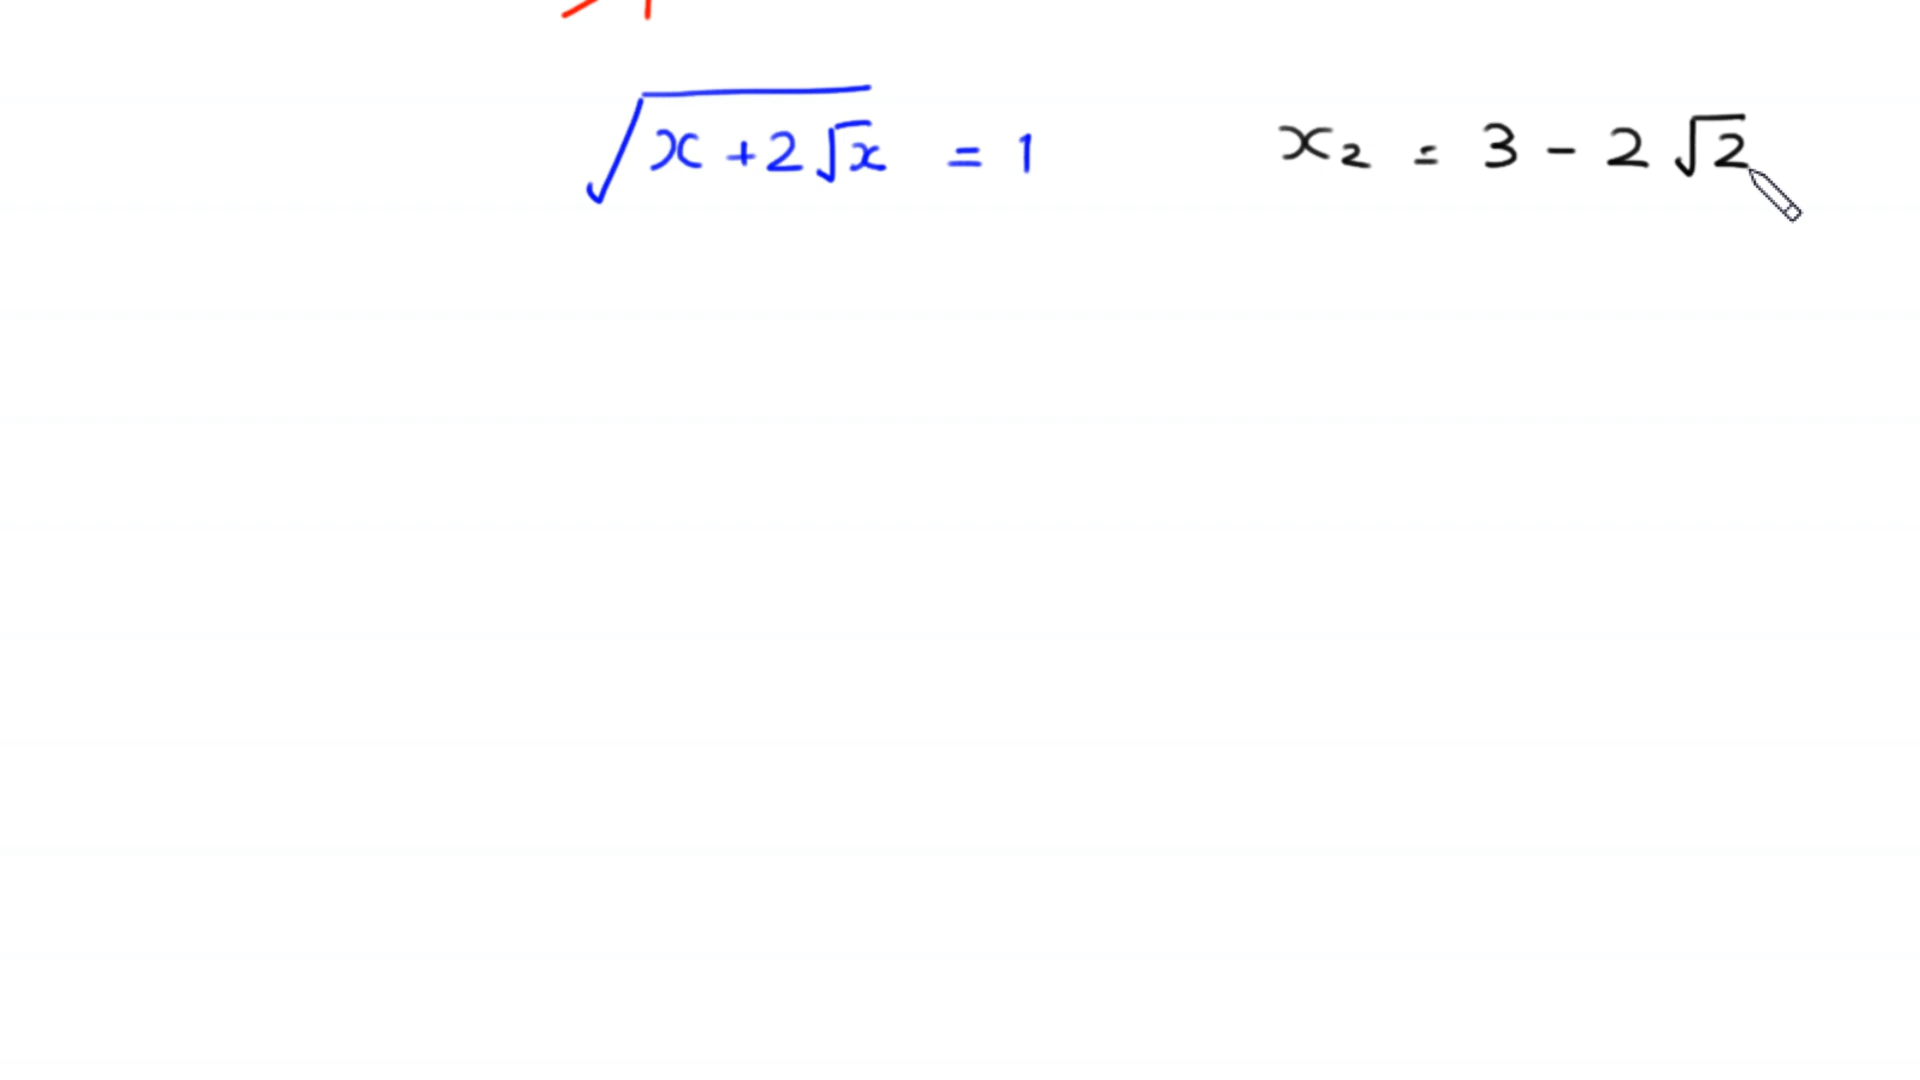 √(x + 2√x) = 1
x₂ = 3 - 2√2